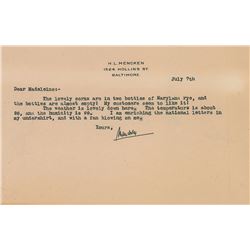 H. L. MENCKEN
1524 HOLLINS ST
BALTIMORE
July 7th
Dear Madeleine:-
The lovely corks are in two bottles of Maryland Rye, and
the bottles are almost empty! My customers seem to like it!
The weather is lovely down here. The temperature is about
98, and the humidity is 99. I am enriching the national letters in
my undershirt, and with a fan blowing on me.
Yours,